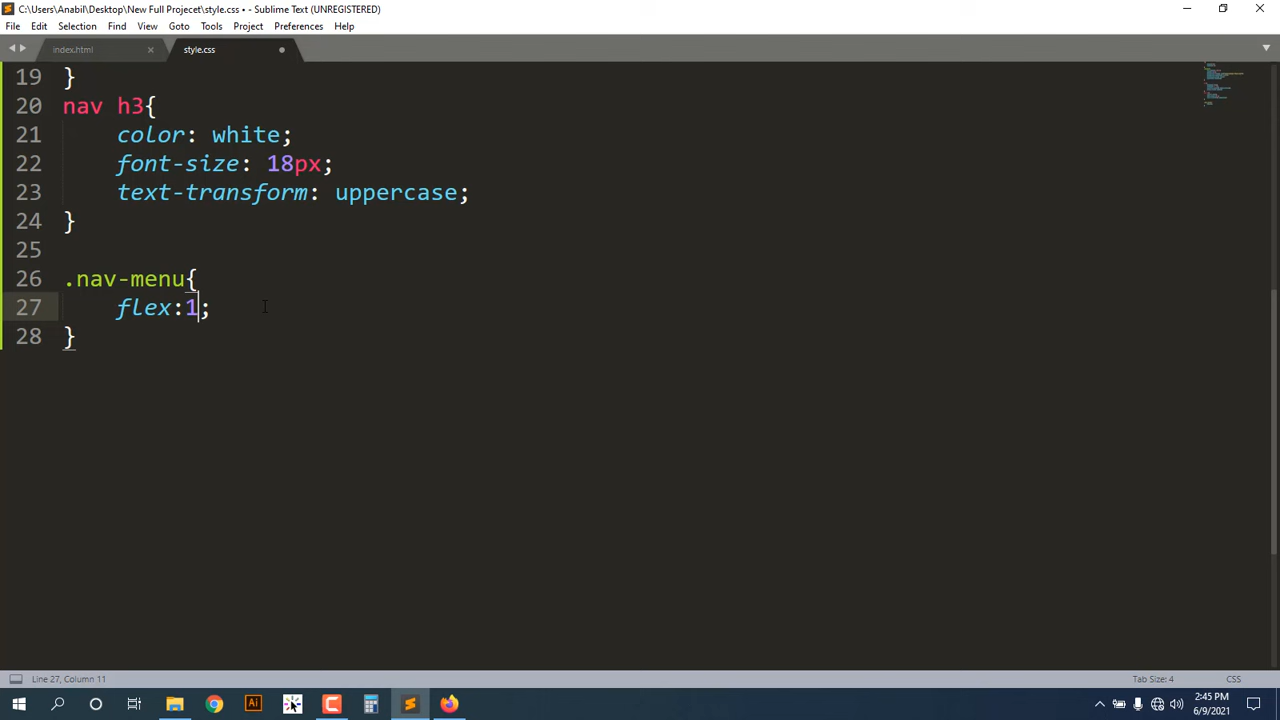 C:\Users\Anabil\Desktop\New Full Projecet\style.css • - Sublime Text (UNREGISTERED)
File Edit Selection Find View Goto Tools Project Preferences Help
index.html style.css
19 }
20 nav h3{
21 color: white;
22 font-size: 18px;
23 text-transform: uppercase;
24 }
25
26 .nav-menu{
27 flex:1;
28 }
Line 27, Column 11 Tab Size: 4 CSS
Ai
2:45 PM
6/9/2021